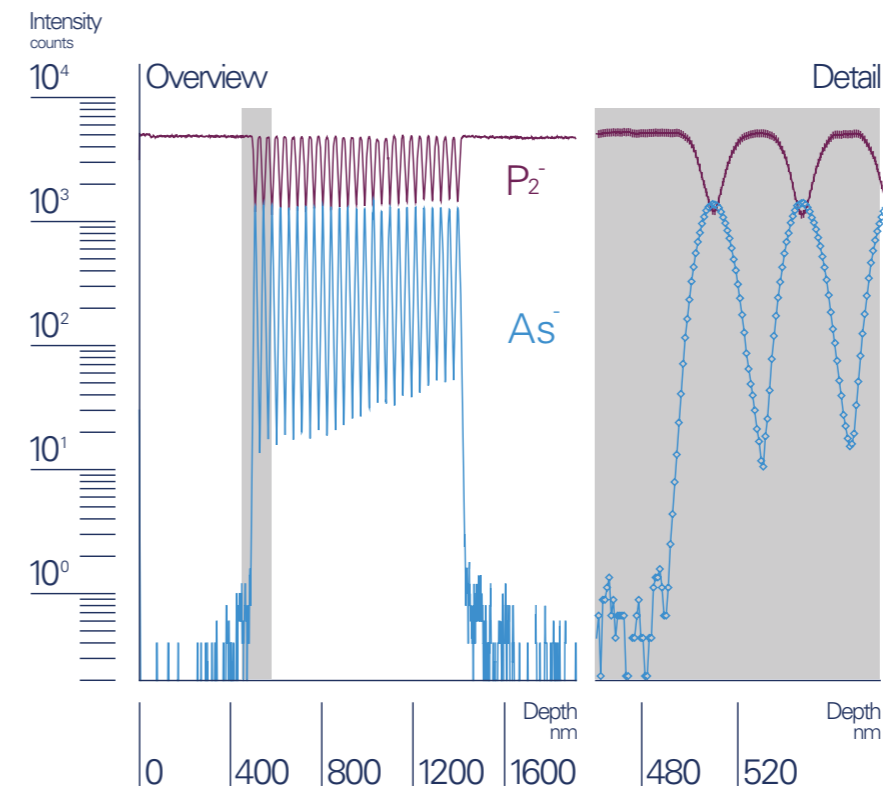 Intensity
counts
10⁴
Overview
Detail
P₂⁻
10³
10²
As⁻
10¹
10⁰
Depth
nm
Depth
nm
0
400
800
1200
1600
480
520